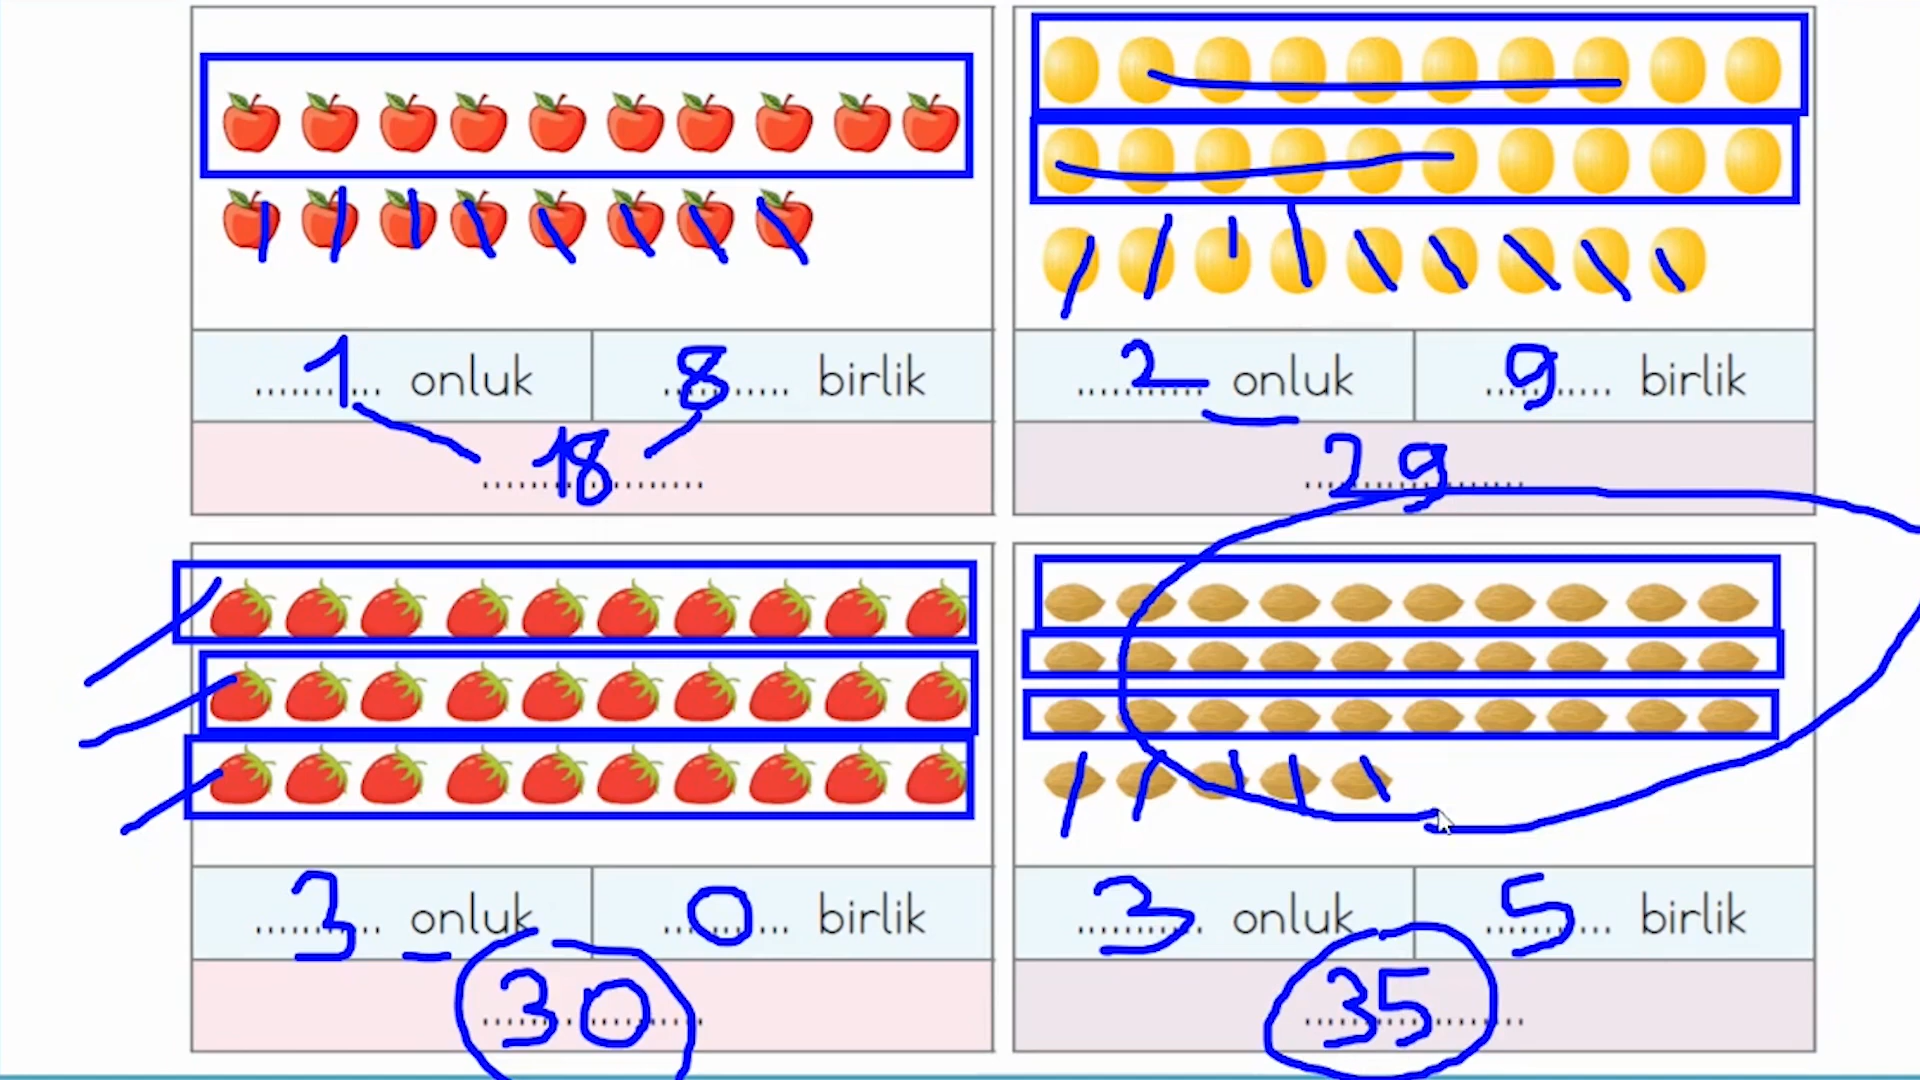 1 onluk 8 birlik
18
2 onluk 9 birlik
29
3 onluk 0 birlik
30
3 onluk 5 birlik
35